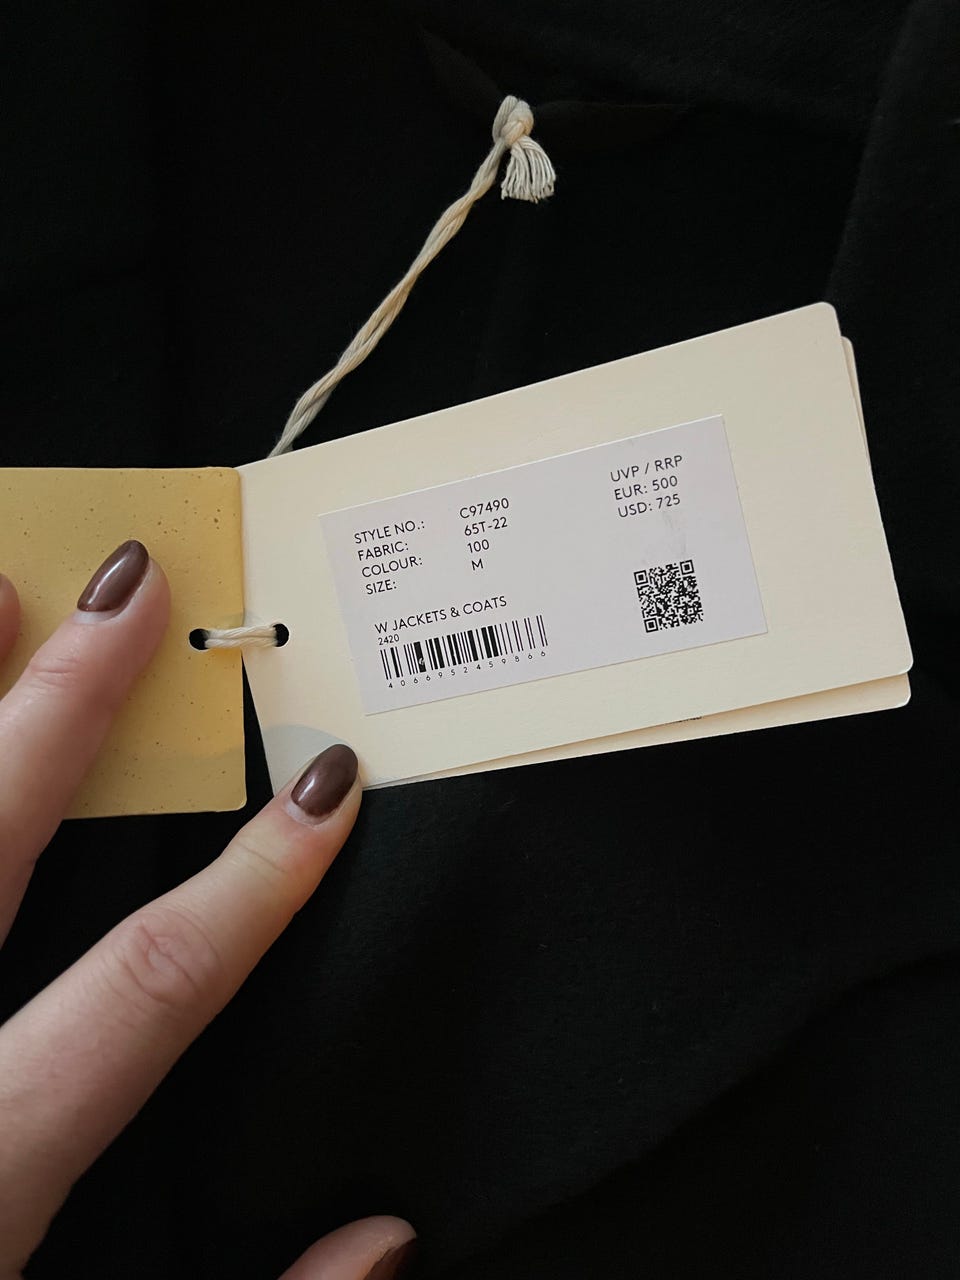 STYLE NO.: C97490
FABRIC: 65T-22
COLOUR: 100
SIZE: M
UVP / RRP
EUR: 500
USD: 725
W JACKETS & COATS
2420
4066952459866